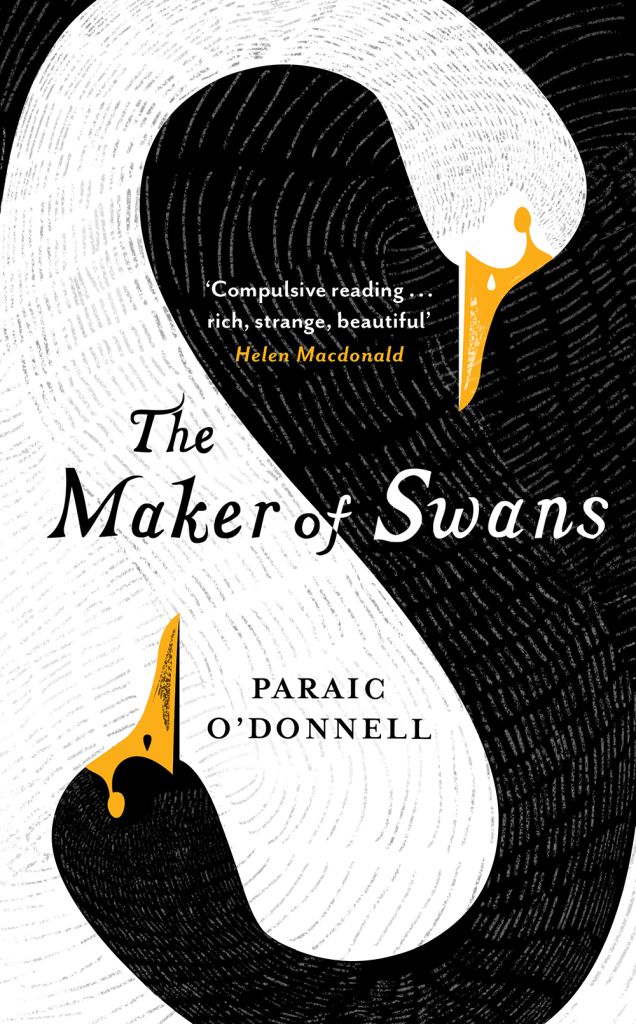 ‘Compulsive reading ...
rich, strange, beautiful’
Helen Macdonald
The
Maker of Swans
PARAIC
O’DONNELL